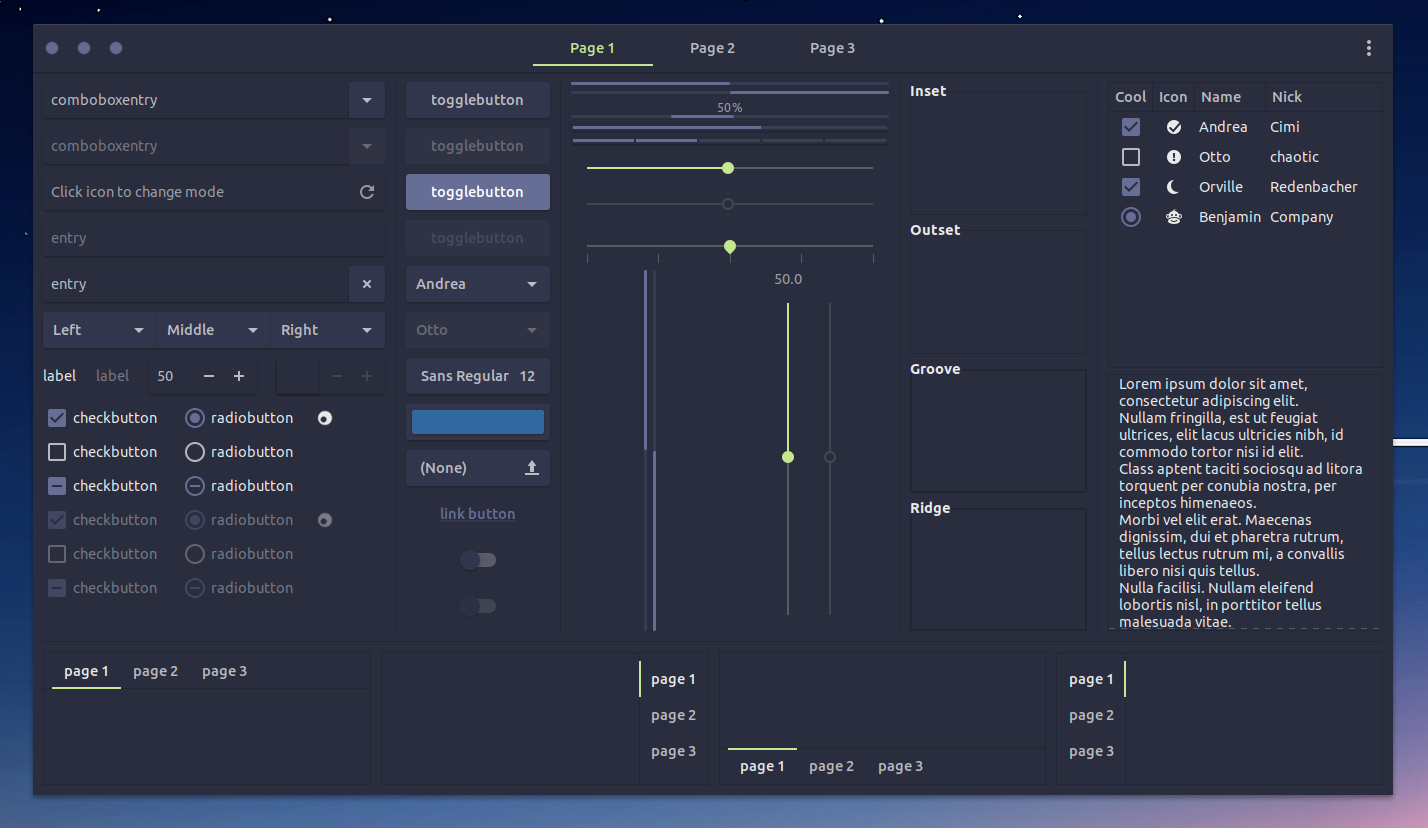 Page 1 Page 2 Page 3
comboboxentry
comboboxentry
Click icon to change mode
entry
entry
Left Middle Right
label label 50
checkbutton radiobutton
checkbutton radiobutton
checkbutton radiobutton
checkbutton radiobutton
checkbutton radiobutton
checkbutton radiobutton
togglebutton
togglebutton
togglebutton
togglebutton
Andrea
Otto
Sans Regular 12
(None)
link button
50%
50.0
Inset
Outset
Groove
Ridge
Cool Icon Name Nick
Andrea Cimi
Otto chaotic
Orville Redenbacher
Benjamin Company
Lorem ipsum dolor sit amet,
consectetur adipiscing elit.
Nullam fringilla, est ut feugiat
ultrices, elit lacus ultricies nibh, id
commodo tortor nisi id elit.
Class aptent taciti sociosqu ad litora
torquent per conubia nostra, per
inceptos himenaeos.
Morbi vel elit erat. Maecenas
dignissim, dui et pharetra rutrum,
tellus lectus rutrum mi, a convallis
libero nisi quis tellus.
Nulla facilisi. Nullam eleifend
lobortis nisl, in porttitor tellus
malesuada vitae.
page 1 page 2 page 3
page 1
page 2
page 3
page 1 page 2 page 3
page 1
page 2
page 3